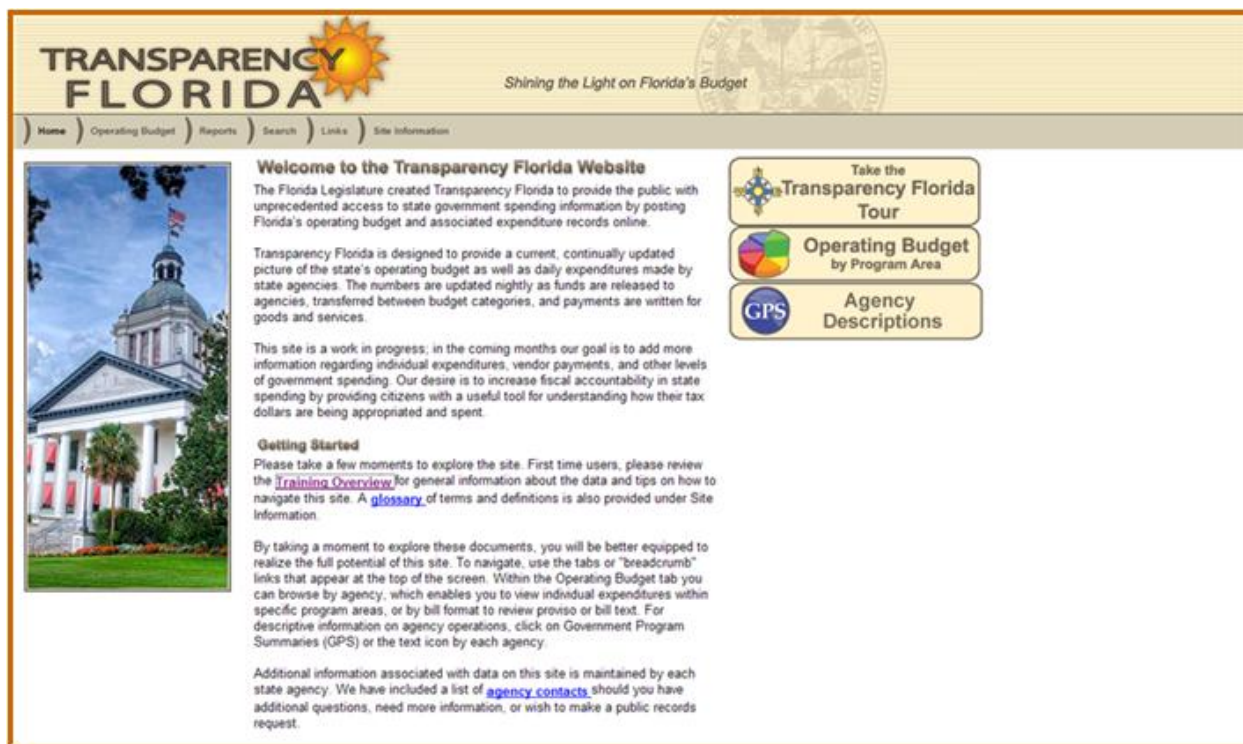 TRANSPARENCY
FLORIDA
Shining the Light on Florida's Budget
Home
Operating Budget
Reports
Search
Links
Site Information
Welcome to the Transparency Florida Website
The Florida Legislature created Transparency Florida to provide the public with
unprecedented access to state government spending information by posting
Florida's operating budget and associated expenditure records online.
Transparency Florida is designed to provide a current, continually updated
picture of the state's operating budget as well as daily expenditures made by
state agencies. The numbers are updated nightly as funds are released to
agencies, transferred between budget categories, and payments are written for
goods and services.
This site is a work in progress; in the coming months our goal is to add more
information regarding individual expenditures, vendor payments, and other levels
of government spending. Our desire is to increase fiscal accountability in state
spending by providing citizens with a useful tool for understanding how their tax
dollars are being appropriated and spent.
Getting Started
Please take a few moments to explore the site. First time users, please review
the Training Overview for general information about the data and tips on how to
navigate this site. A glossary of terms and definitions is also provided under Site
Information.
By taking a moment to explore these documents, you will be better equipped to
realize the full potential of this site. To navigate, use the tabs or "breadcrumb"
links that appear at the top of the screen. Within the Operating Budget tab you
can browse by agency, which enables you to view individual expenditures within
specific program areas, or by bill format to review proviso or bill text. For
descriptive information on agency operations, click on Government Program
Summaries (GPS) or the text icon by each agency.
Additional information associated with data on this site is maintained by each
state agency. We have included a list of agency contacts should you have
additional questions, need more information, or wish to make a public records
request.
Take the
Transparency Florida
Tour
Operating Budget
by Program Area
GPS
Agency
Descriptions